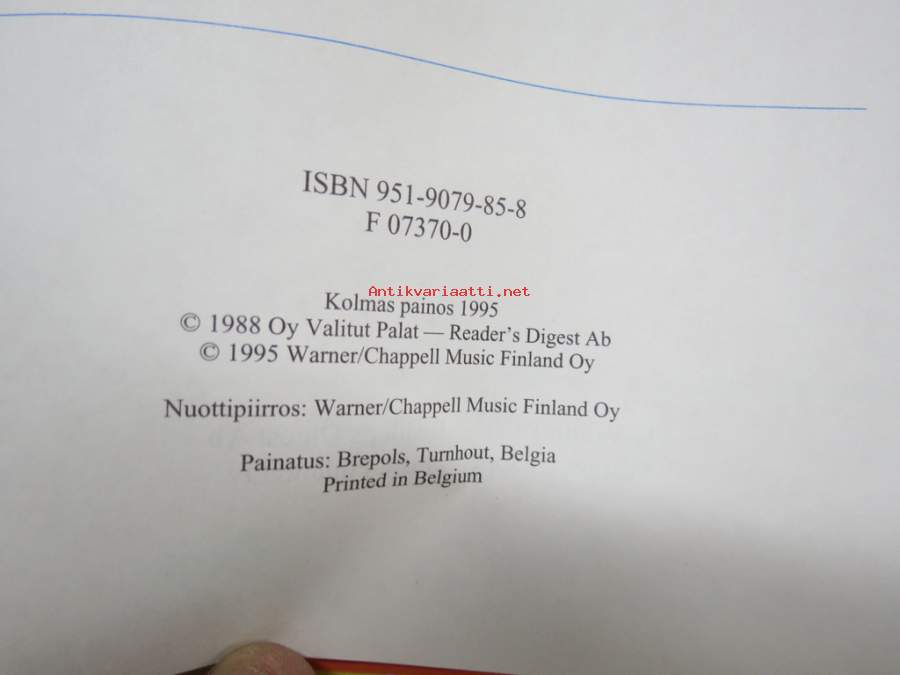 ISBN 951-9079-85-8
F 07370-0
Antikvariaatti.net
Kolmas painos 1995
© 1988 Oy Valitut Palat — Reader's Digest Ab
© 1995 Warner/Chappell Music Finland Oy
Nuottipiirros: Warner/Chappell Music Finland Oy
Painatus: Brepols, Turnhout, Belgia
Printed in Belgium